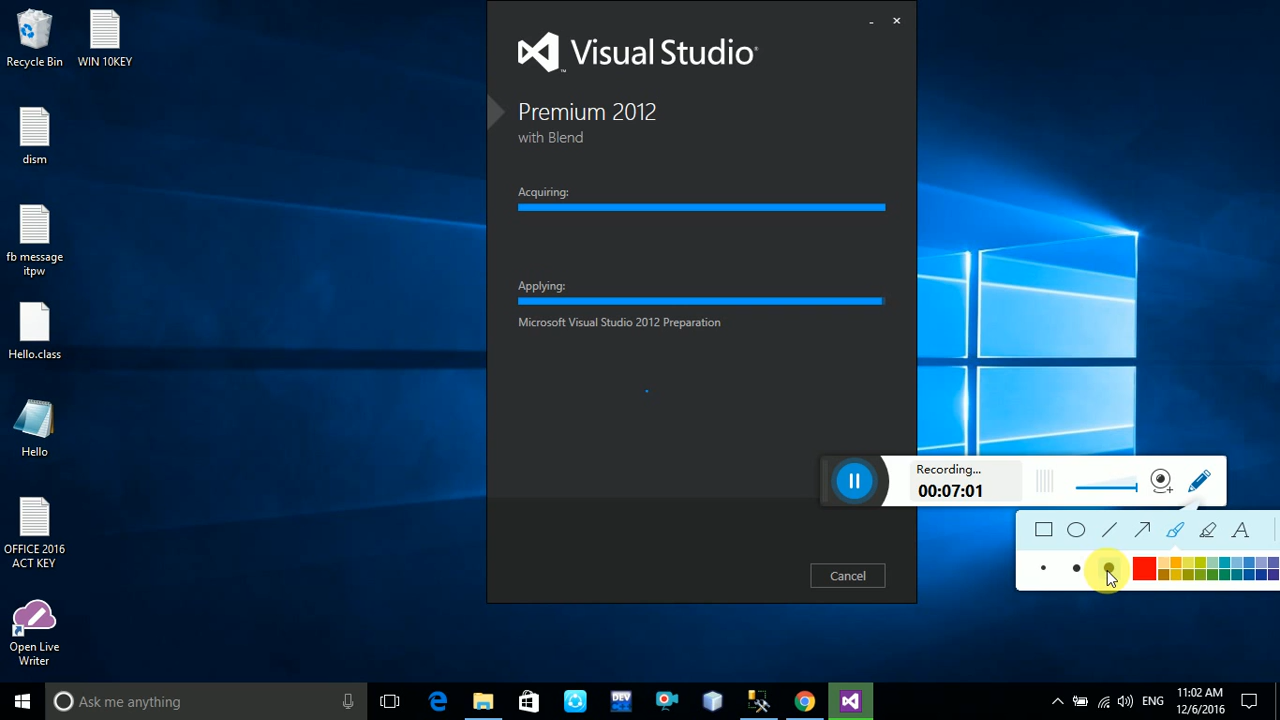 Recycle Bin
WIN 10KEY
dism
fb message
itpw
Hello.class
Hello
OFFICE 2016
ACT KEY
Open Live
Writer
Visual Studio
Premium 2012
with Blend
Acquiring:
Applying:
Microsoft Visual Studio 2012 Preparation
Cancel
Recording...
00:07:01
A
Ask me anything
DEV
ENG
11:02 AM
12/6/2016